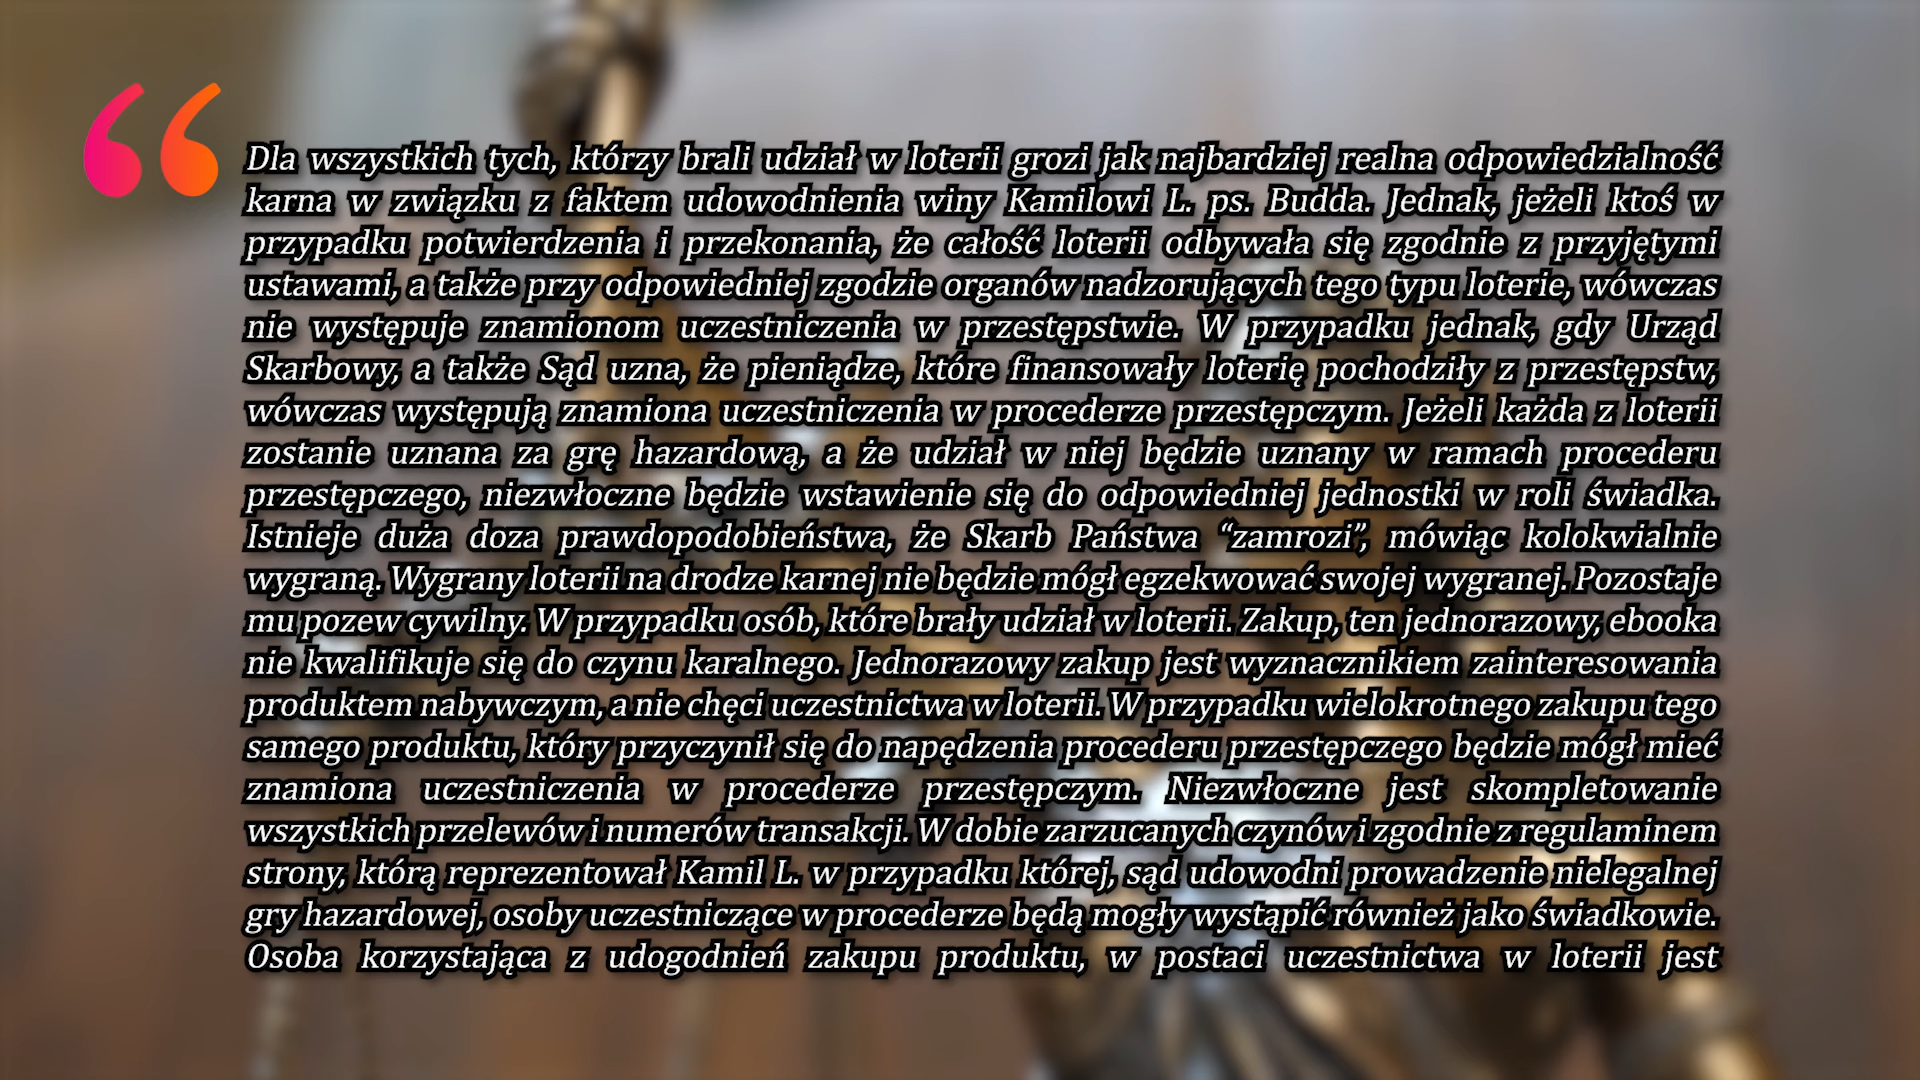 Dla wszystkich tych, którzy brali udział w loterii grozi jak najbardziej realna odpowiedzialność
karna w związku z faktem udowodnienia winy Kamilowi L. ps. Budda. Jednak, jeżeli ktoś w
przypadku potwierdzenia i przekonania, że całość loterii odbywała się zgodnie z przyjętymi
ustawami, a także przy odpowiedniej zgodzie organów nadzorujących tego typu loterie, wówczas
nie występuje znamionom uczestniczenia w przestępstwie. W przypadku jednak, gdy Urząd
Skarbowy, a także Sąd uzna, że pieniądze, które finansowały loterię pochodziły z przestępstw,
wówczas występują znamiona uczestniczenia w procederze przestępczym. Jeżeli każda z loterii
zostanie uznana za grę hazardową, a że udział w niej będzie uznany w ramach procederu
przestępczego, niezwłoczne będzie wstawienie się do odpowiedniej jednostki w roli świadka.
Istnieje duża doza prawdopodobieństwa, że Skarb Państwa “zamrozi”, mówiąc kolokwialnie
wygraną. Wygrany loterii na drodze karnej nie będzie mógł egzekwować swojej wygranej. Pozostaje
mu pozew cywilny. W przypadku osób, które brały udział w loterii. Zakup, ten jednorazowy, ebooka
nie kwalifikuje się do czynu karalnego. Jednorazowy zakup jest wyznacznikiem zainteresowania
produktem nabywczym, a nie chęci uczestnictwa w loterii. W przypadku wielokrotnego zakupu tego
samego produktu, który przyczynił się do napędzenia procederu przestępczego będzie mógł mieć
znamiona uczestniczenia w procederze przestępczym. Niezwłoczne jest skompletowanie
wszystkich przelewów i numerów transakcji. W dobie zarzucanych czynów i zgodnie z regulaminem
strony, którą reprezentował Kamil L. w przypadku której, sąd udowodni prowadzenie nielegalnej
gry hazardowej, osoby uczestniczące w procederze będą mogły wystąpić również jako świadkowie.
Osoba korzystająca z udogodnień zakupu produktu, w postaci uczestnictwa w loterii jest